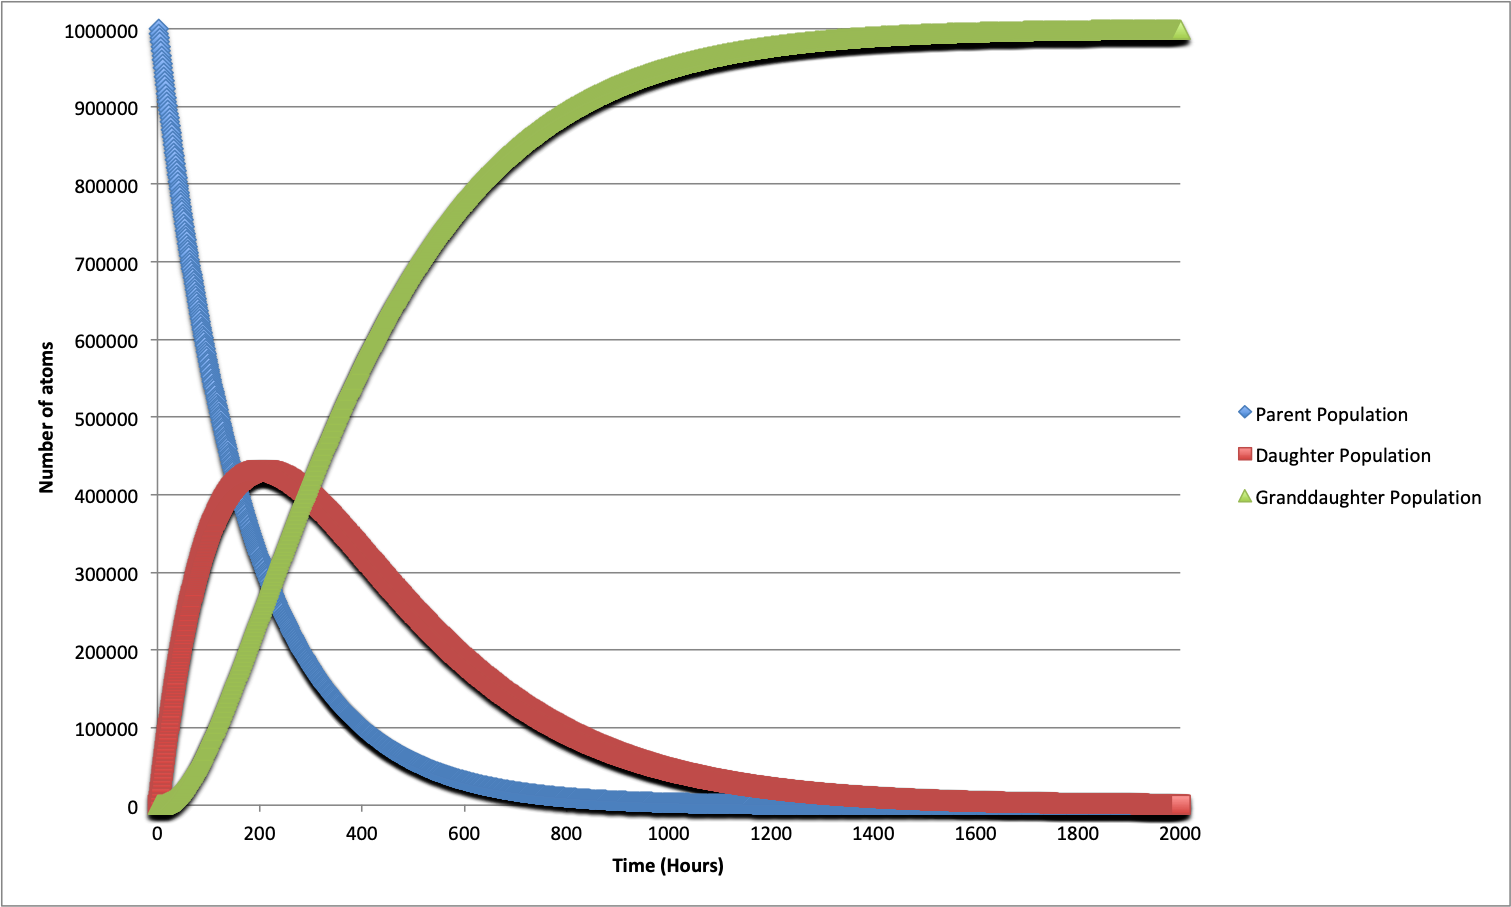 1000000
900000
800000
700000
600000
500000
400000
300000
200000
100000
0
Number of atoms
0 200 400 600 800 1000 1200 1400 1600 1800 2000
Time (Hours)
Parent Population
Daughter Population
Granddaughter Population